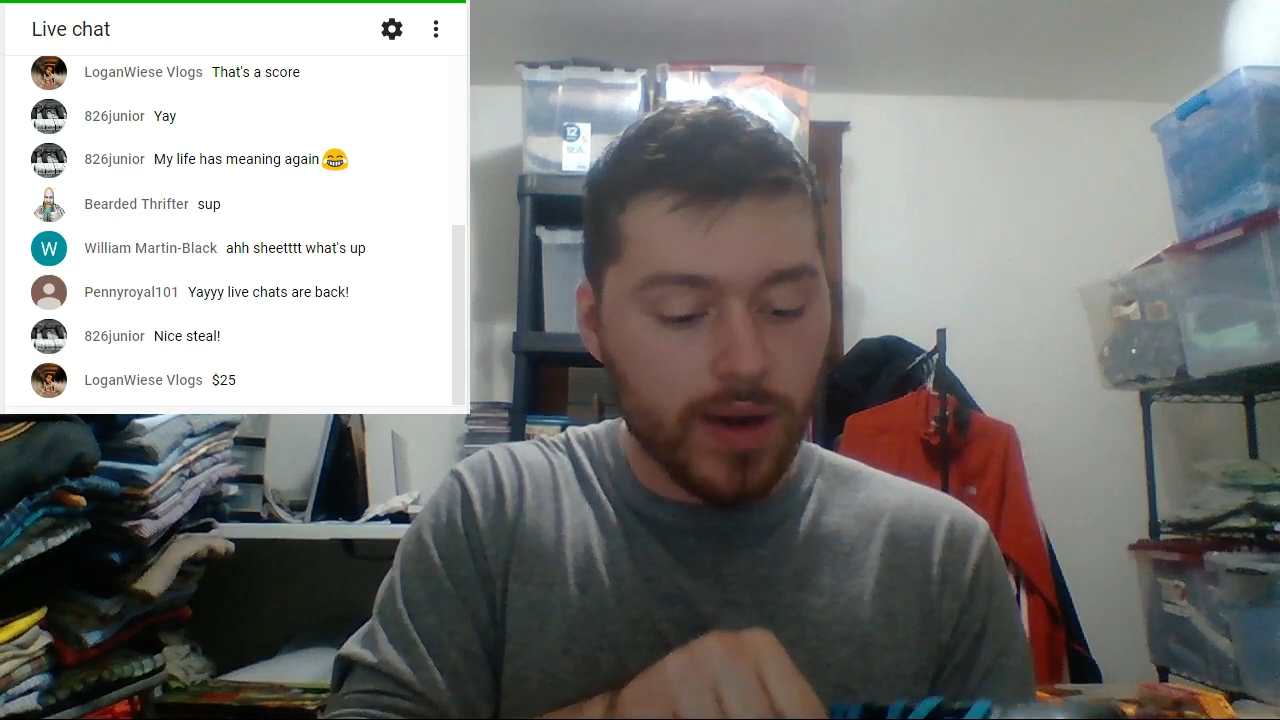 Live chat
LoganWiese Vlogs That's a score
826junior Yay
826junior My life has meaning again 😂
Bearded Thrifter sup
W
William Martin-Black ahh sheetttt what's up
Pennyroyal101 Yayyy live chats are back!
826junior Nice steal!
LoganWiese Vlogs $25
12